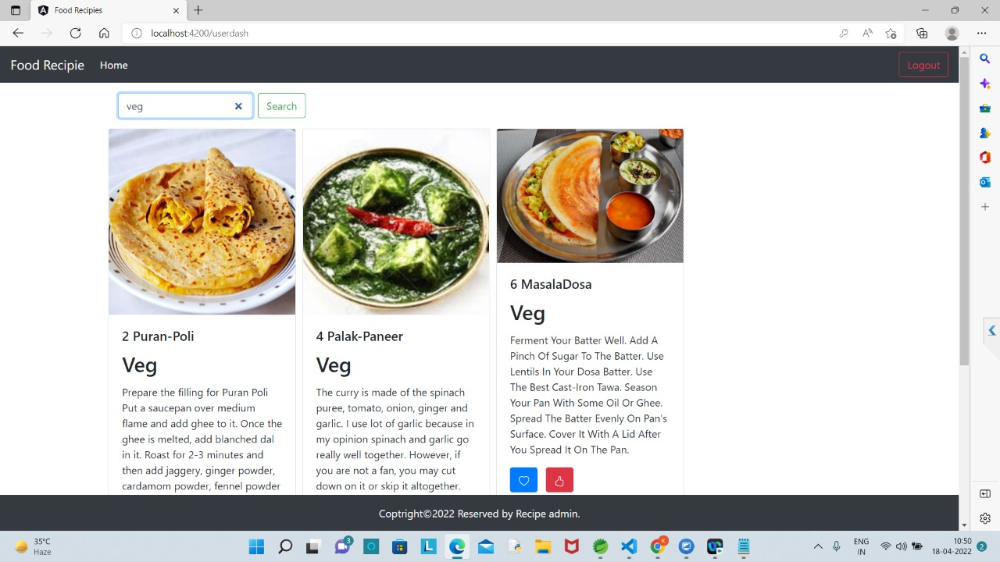 Food Recipies
localhost:4200/userdash
Food Recipie
Home
Logout
veg
Search
2 Puran-Poli
Veg
Prepare the filling for Puran Poli
Put a saucepan over medium
flame and add ghee to it. Once the
ghee is melted, add blanched dal
in it. Roast for 2-3 minutes and
then add jaggery, ginger powder,
cardamom powder, fennel powder
4 Palak-Paneer
Veg
The curry is made of the spinach
puree, tomato, onion, ginger and
garlic. I use lot of garlic because in
my opinion spinach and garlic go
really well together. However, if
you are not a fan, you may cut
down on it or skip it altogether.
6 MasalaDosa
Veg
Ferment Your Batter Well. Add A
Pinch Of Sugar To The Batter. Use
Lentils In Your Dosa Batter. Use
The Best Cast-Iron Tawa. Season
Your Pan With Some Oil Or Ghee.
Spread The Batter Evenly On Pan's
Surface. Cover It With A Lid After
You Spread It On The Pan.
Coptright©2022 Reserved by Recipe admin.
35°C
Haze
3
L
K
ENG
IN
10:50
18-04-2022
2